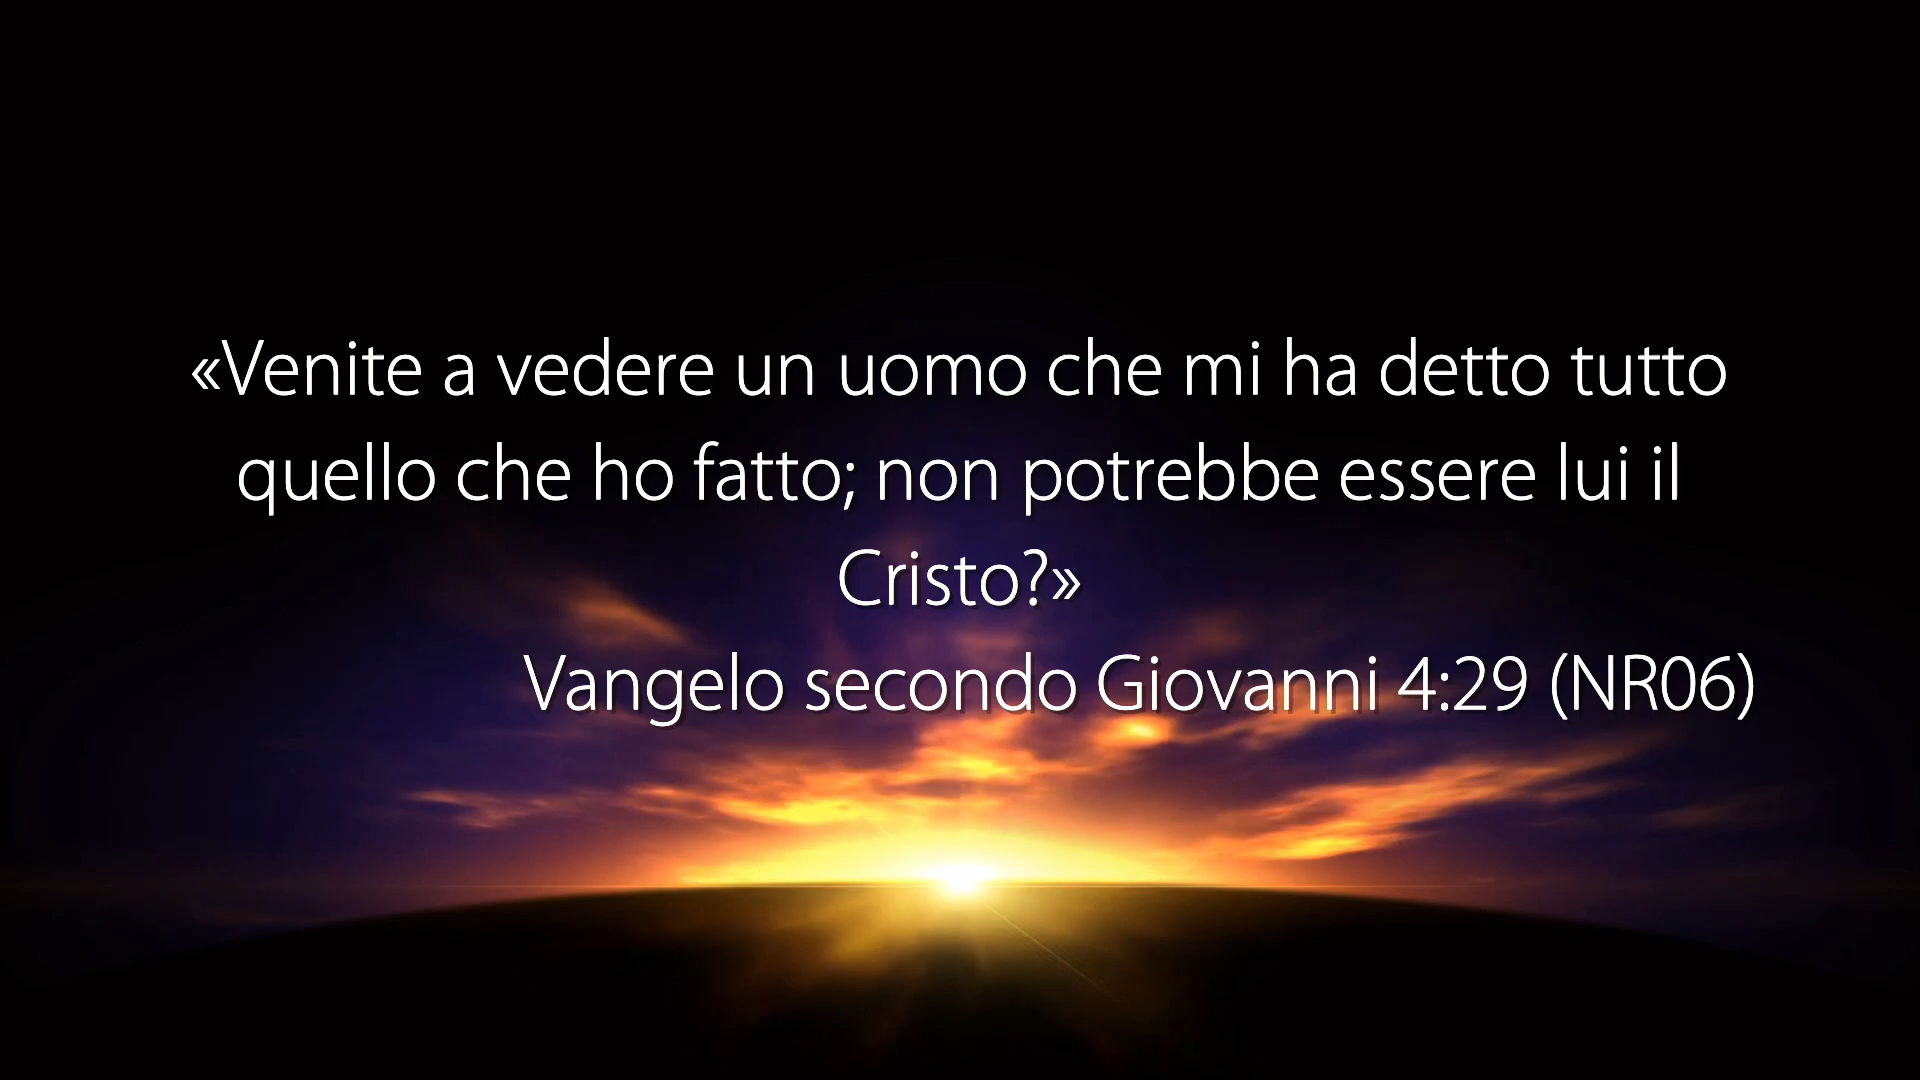 «Venite a vedere un uomo che mi ha detto tutto
quello che ho fatto; non potrebbe essere lui il
Cristo?»
Vangelo secondo Giovanni 4:29 (NR06)